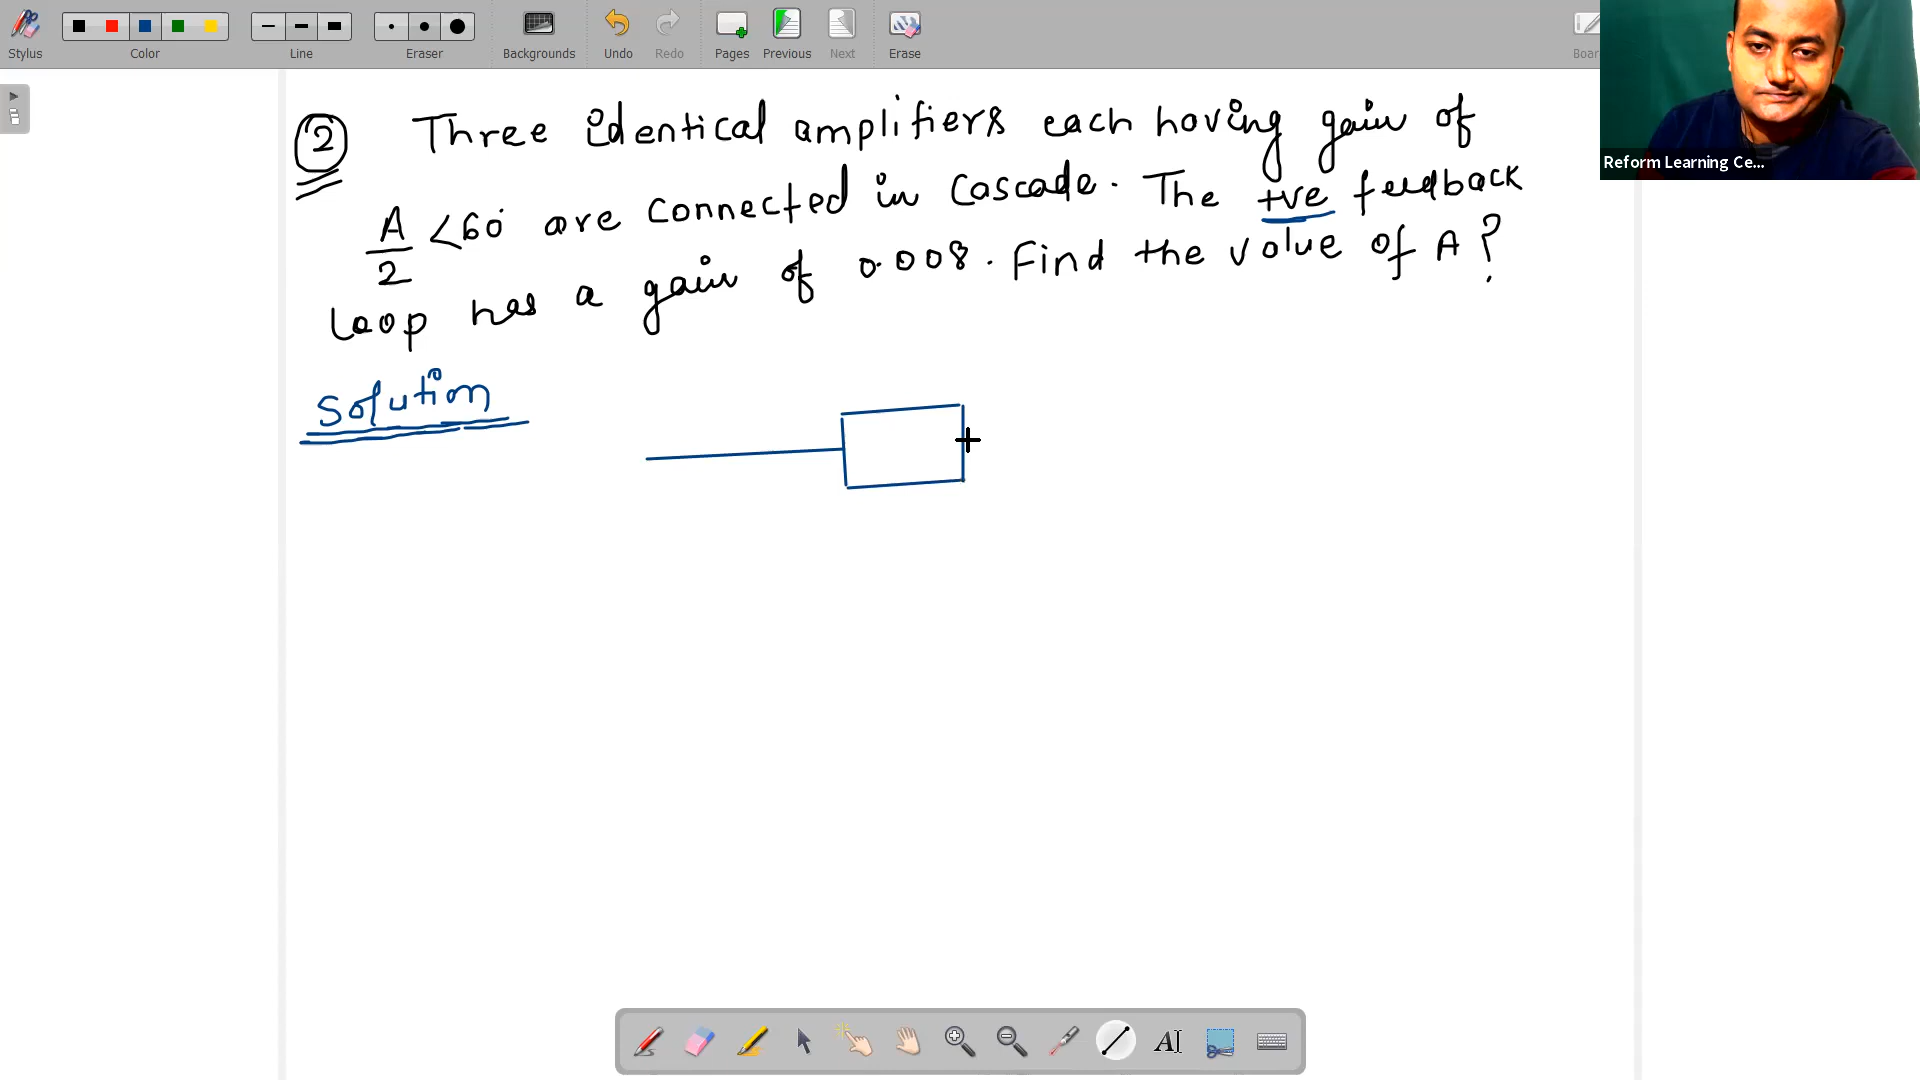 Stylus Color Line Eraser Backgrounds Undo Redo Pages Previous Next Erase Boar
Reform Learning Ce...
② Three identical amplifiers each having gain of
A/2 <60° are connected in Cascade. The +ve feedback
loop has a gain of 0.008. Find the value of A?
Solution